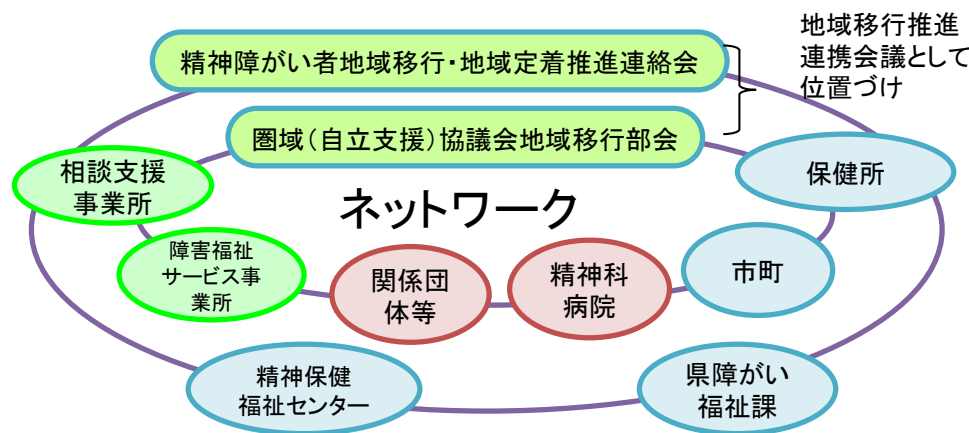 精神障がい者地域移行・地域定着推進連絡会
地域移行推進
連携会議として
位置づけ
圏域（自立支援）協議会地域移行部会
相談支援
事業所
保健所
ネットワーク
障害福祉
サービス事
業所
関係団
体等
精神科
病院
市町
精神保健
福祉センター
県障がい
福祉課